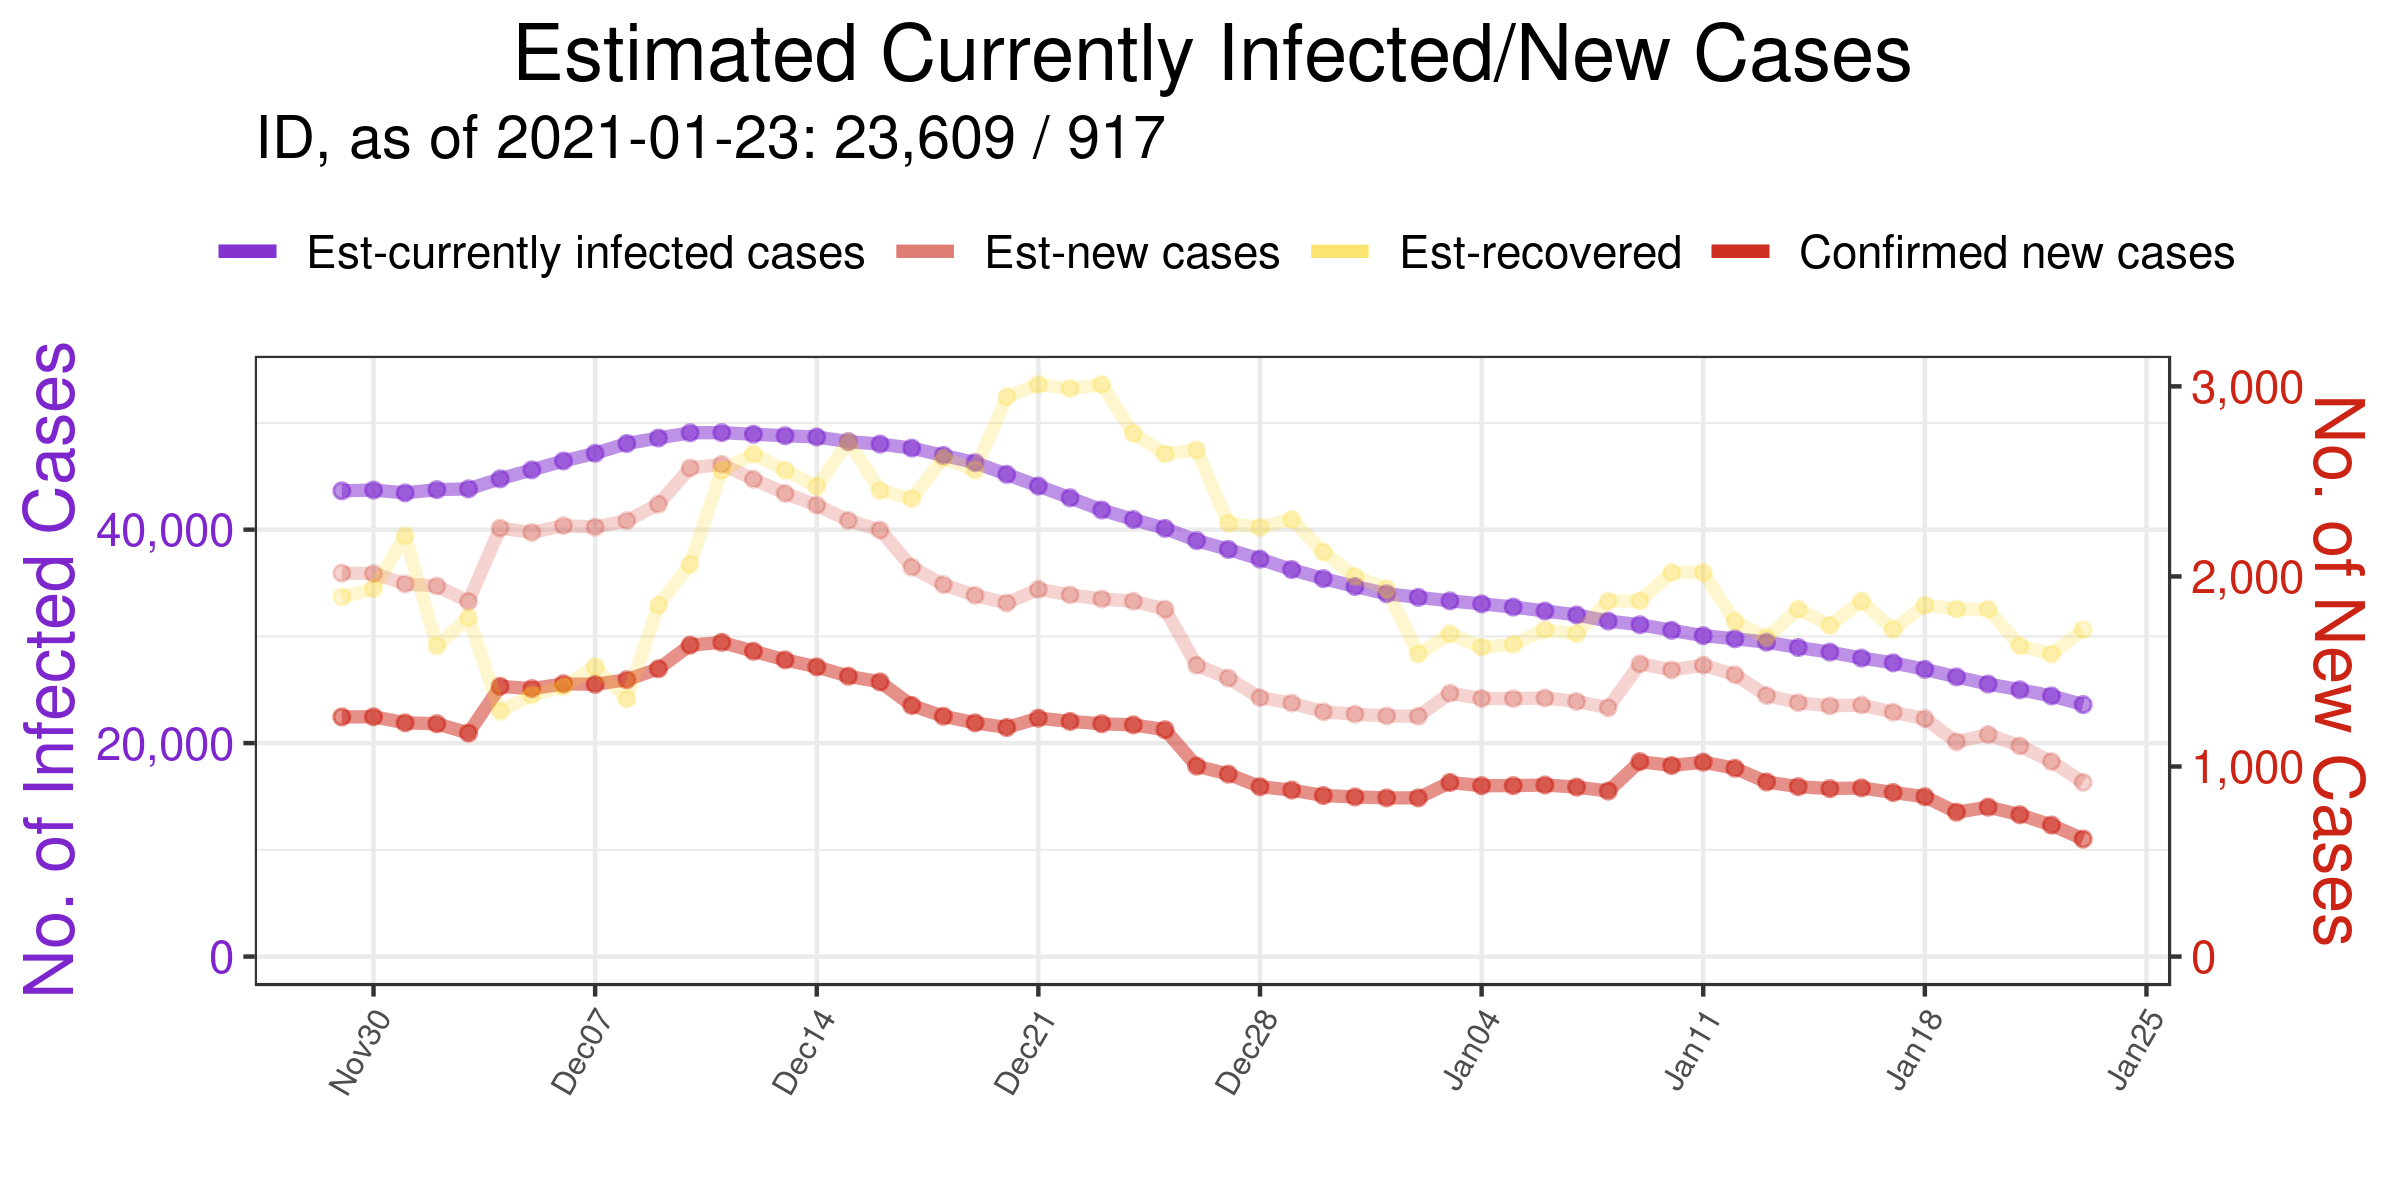 Estimated Currently Infected/New Cases
ID, as of 2021-01-23: 23,609 / 917
Est-currently infected cases
Est-new cases
Est-recovered
Confirmed new cases
No. of Infected Cases
40,000
20,000
0
3,000
2,000
1,000
0
No. of New Cases
Nov30
Dec07
Dec14
Dec21
Dec28
Jan04
Jan11
Jan18
Jan25